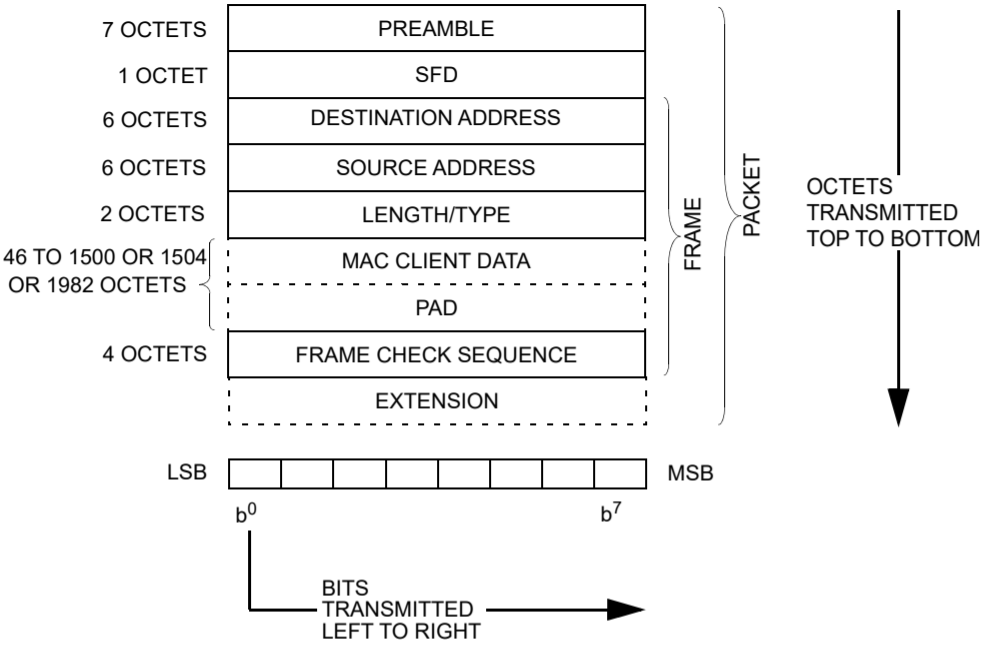 7 OCTETS PREAMBLE
1 OCTET SFD
6 OCTETS DESTINATION ADDRESS
6 OCTETS SOURCE ADDRESS
2 OCTETS LENGTH/TYPE
46 TO 1500 OR 1504
OR 1982 OCTETS
MAC CLIENT DATA
PAD
4 OCTETS FRAME CHECK SEQUENCE
EXTENSION
FRAME
PACKET
OCTETS
TRANSMITTED
TOP TO BOTTOM
LSB MSB
b0 b7
BITS
TRANSMITTED
LEFT TO RIGHT